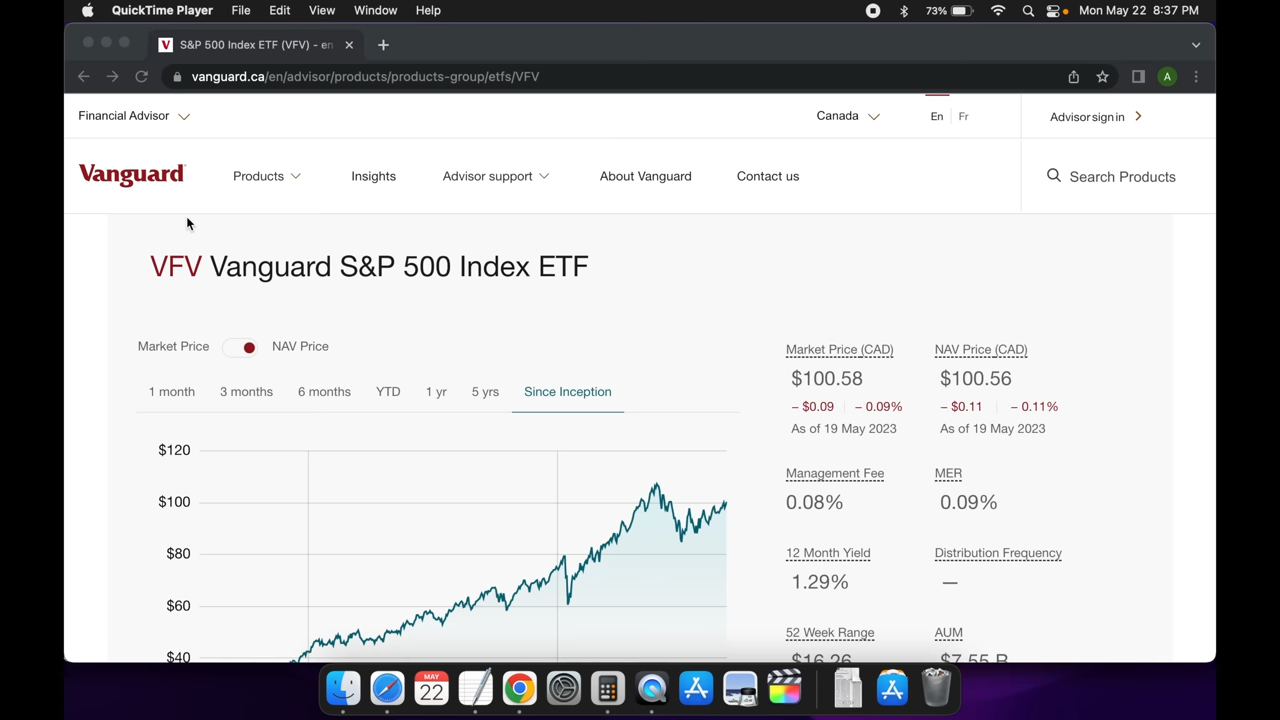 QuickTime Player File Edit View Window Help 73% Mon May 22 8:37 PM
V S&P 500 Index ETF (VFV) - en
vanguard.ca/en/advisor/products/products-group/etfs/VFV A
Financial Advisor Canada En Fr Advisor sign in
Vanguard Products Insights Advisor support About Vanguard Contact us Search Products
VFV Vanguard S&P 500 Index ETF
Market Price NAV Price
1 month 3 months 6 months YTD 1 yr 5 yrs Since Inception
$120
$100
$80
$60
$40
Market Price (CAD) NAV Price (CAD)
$100.58 $100.56
– $0.09 – 0.09% – $0.11 – 0.11%
As of 19 May 2023 As of 19 May 2023
Management Fee MER
0.08% 0.09%
12 Month Yield Distribution Frequency
1.29% —
52 Week Range AUM
$16.26 $7.55 B
MAY
22